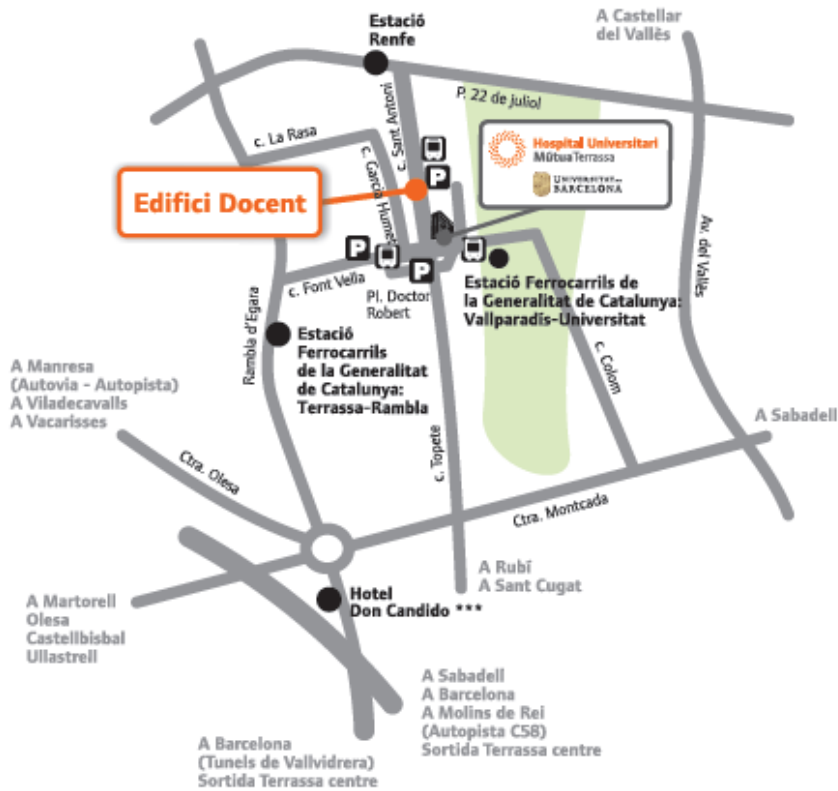 A Castellar
del Vallès
Estació
Renfe
P. 22 de juliol
c. La Rasa
c. Sant Antoni
c. Garcia Humet
Hospital Universitari
MútuaTerrassa
UNIVERSITAT DE
BARCELONA
Edifici Docent
P
P
P
Av. del Vallès
c. Font Vella
Pl. Doctor
Robert
Estació Ferrocarrils de
la Generalitat de Catalunya:
Vallparadís-Universitat
Rambla d'Egara
Estació
Ferrocarrils
de la Generalitat
de Catalunya:
Terrassa-Rambla
c. Colom
A Manresa
(Autovia - Autopista)
A Viladecavalls
A Vacarisses
A Sabadell
c. Topete
Ctra. Olesa
Ctra. Montcada
A Rubí
A Sant Cugat
Hotel
Don Candido ***
A Martorell
Olesa
Castellbisbal
Ullastrell
A Sabadell
A Barcelona
A Molins de Rei
(Autopista C58)
Sortida Terrassa centre
A Barcelona
(Tunels de Vallvidrera)
Sortida Terrassa centre